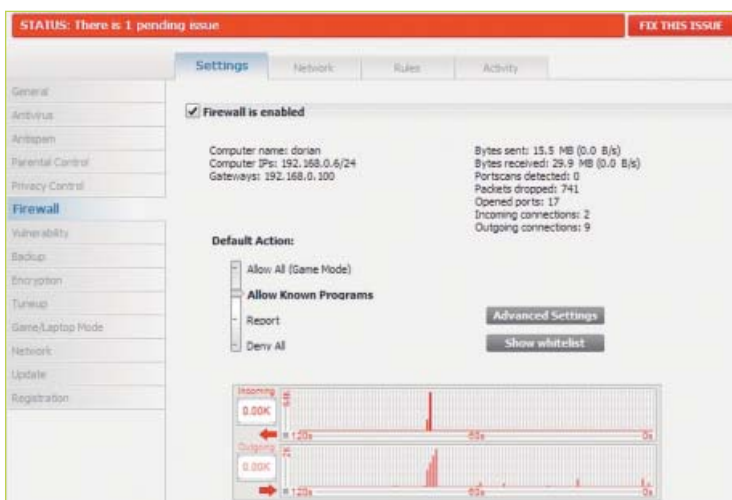 STATUS: There is 1 pending issue
FIX THIS ISSUE
Settings
Network
Rules
Activity
General
Antivirus
Antispam
Parental Control
Privacy Control
Firewall
Vulnerability
Backup
Encryption
Tuneup
Game/Laptop Mode
Network
Update
Registration
Firewall is enabled
Computer name: dorian
Computer IPs: 192.168.0.6/24
Gateways: 192.168.0.100
Bytes sent: 15.5 MB (0.0 B/s)
Bytes received: 29.9 MB (0.0 B/s)
Portscans detected: 0
Packets dropped: 741
Opened ports: 17
Incoming connections: 2
Outgoing connections: 9
Default Action:
Allow All (Game Mode)
Allow Known Programs
Report
Deny All
Advanced Settings
Show whitelist
Incoming
0.00K
120s
60s
0s
Outgoing
0.00K
120s
60s
0s